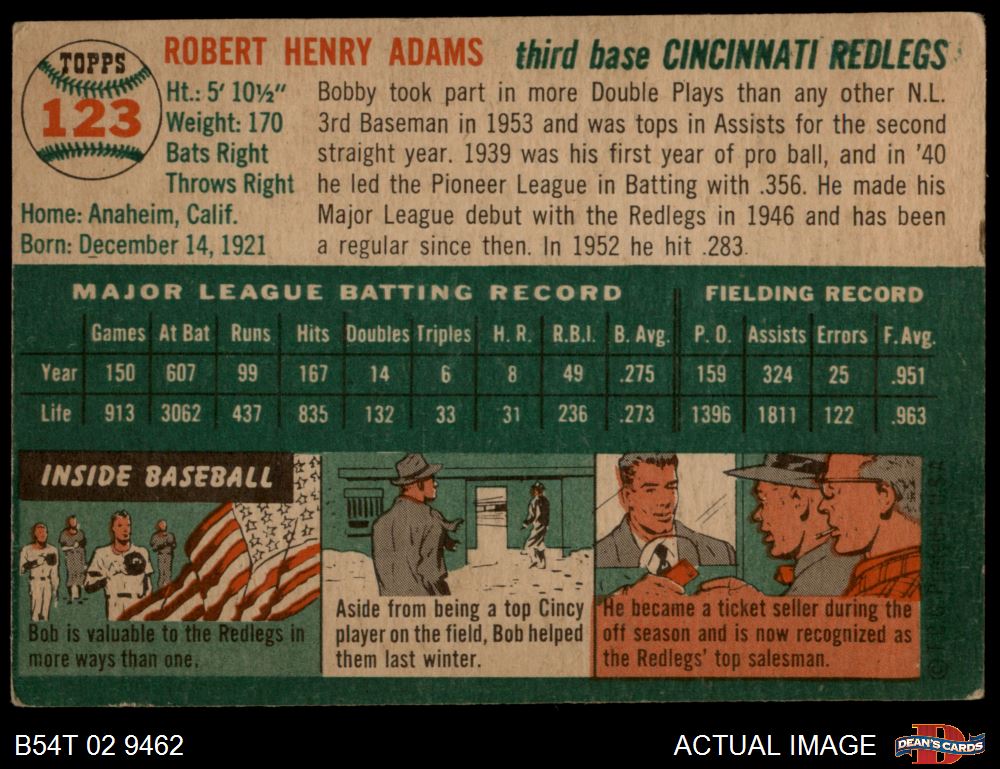 TOPPS
123
ROBERT HENRY ADAMS third base CINCINNATI REDLEGS
Ht.: 5' 10½"
Weight: 170
Bats Right
Throws Right
Home: Anaheim, Calif.
Born: December 14, 1921
Bobby took part in more Double Plays than any other N.L.
3rd Baseman in 1953 and was tops in Assists for the second
straight year. 1939 was his first year of pro ball, and in '40
he led the Pioneer League in Batting with .356. He made his
Major League debut with the Redlegs in 1946 and has been
a regular since then. In 1952 he hit .283.
MAJOR LEAGUE BATTING RECORD FIELDING RECORD
Games At Bat Runs Hits Doubles Triples H. R. R.B.I. B. Avg. P. O. Assists Errors F. Avg.
Year 150 607 99 167 14 6 8 49 .275 159 324 25 .951
Life 913 3062 437 835 132 33 31 236 .273 1396 1811 122 .963
INSIDE BASEBALL
Bob is valuable to the Redlegs in
more ways than one.
Aside from being a top Cincy
player on the field, Bob helped
them last winter.
He became a ticket seller during the
off season and is now recognized as
the Redlegs' top salesman.
B54T 02 9462
ACTUAL IMAGE
DEAN'S CARDS